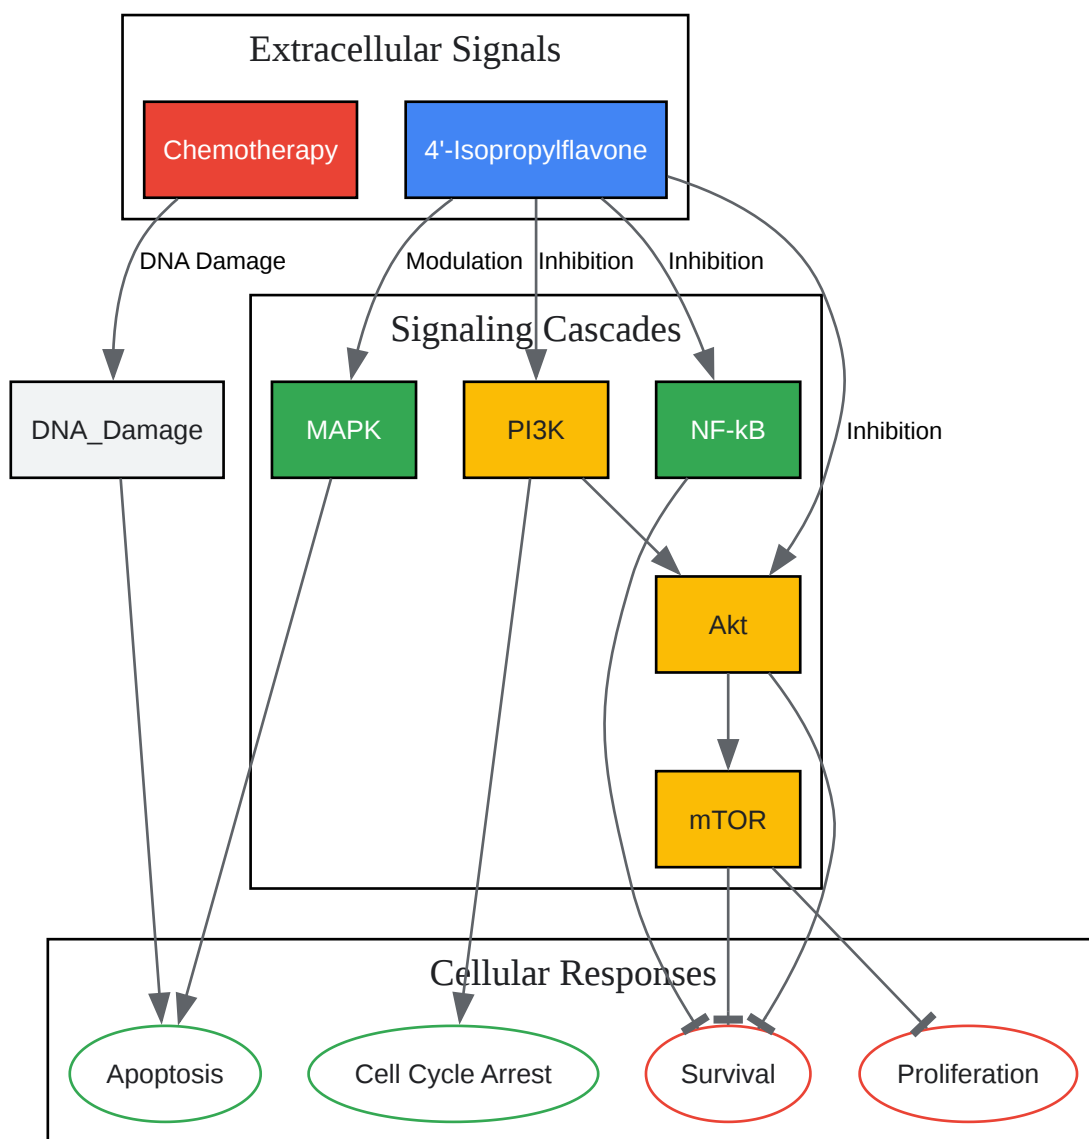 Extracellular Signals
Chemotherapy
4'-Isopropylflavone
DNA Damage
Modulation
Inhibition
Inhibition
Signaling Cascades
DNA_Damage
MAPK
PI3K
NF-kB
Inhibition
Akt
mTOR
Cellular Responses
Apoptosis
Cell Cycle Arrest
Survival
Proliferation